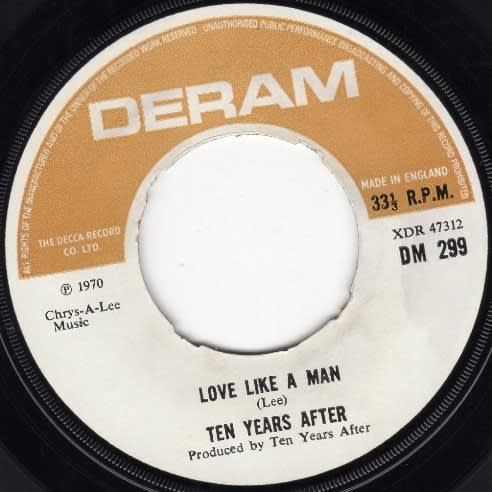 ALL RIGHTS OF THE MANUFACTURER AND OF THE OWNER OF THE RECORDED WORK RESERVED UNAUTHORISED PUBLIC PERFORMANCE BROADCASTING AND COPYING OF THIS RECORD PROHIBITED
DERAM
MADE IN ENGLAND
33⅓ R.P.M.
THE DECCA RECORD
CO. LTD.
XDR 47312
DM 299
℗ 1970
Chrys-A-Lee
Music
LOVE LIKE A MAN
(Lee)
TEN YEARS AFTER
Produced by Ten Years After